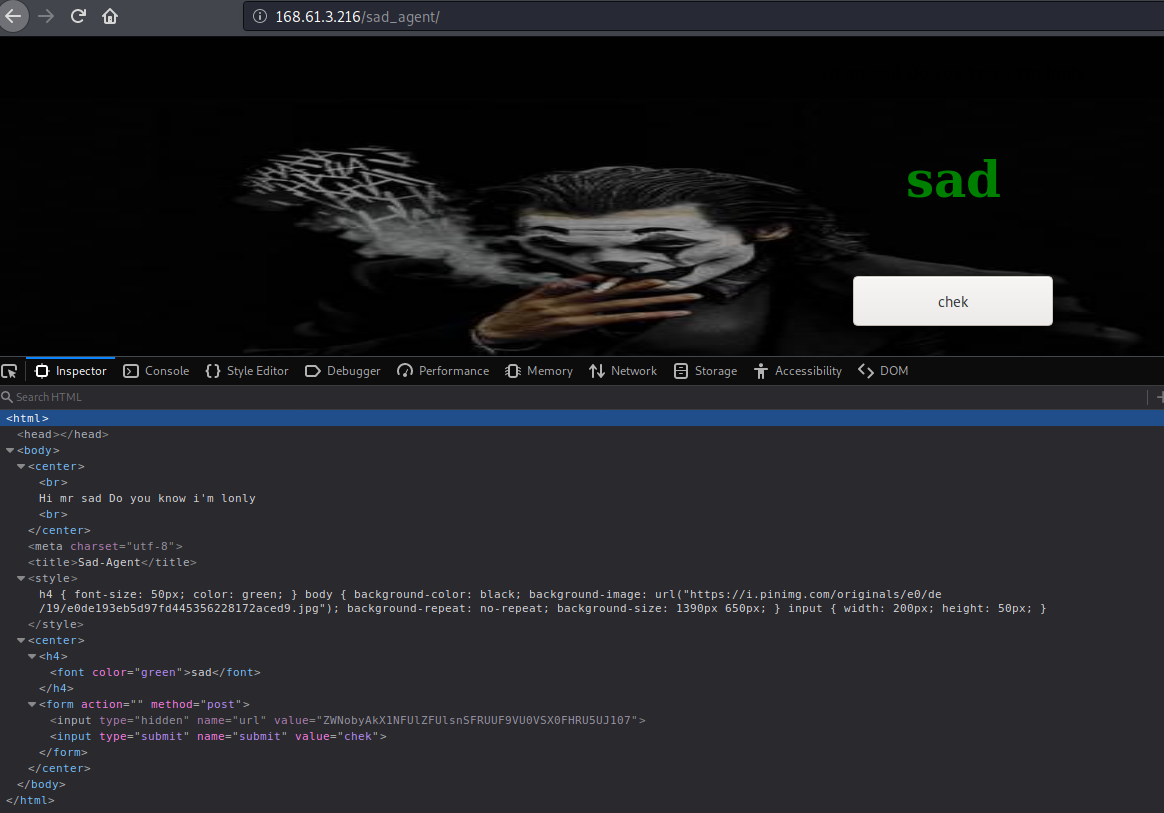 168.61.3.216/sad_agent/
sad
chek
Inspector Console Style Editor Debugger Performance Memory Network Storage Accessibility DOM
Search HTML
<html>
<head></head>
<body>
<center>
<br>
Hi mr sad Do you know i'm lonly
<br>
</center>
<meta charset="utf-8">
<title>Sad-Agent</title>
<style>
h4 { font-size: 50px; color: green; } body { background-color: black; background-image: url("https://i.pinimg.com/originals/e0/de
/19/e0de193eb5d97fd445356228172aced9.jpg"); background-repeat: no-repeat; background-size: 1390px 650px; } input { width: 200px; height: 50px; }
</style>
<center>
<h4>
<font color="green">sad</font>
</h4>
<form action="" method="post">
<input type="hidden" name="url" value="ZWNobyAkX1NFUlZFUlsnSFRUUF9VU0VSX0FHRU5UJ107">
<input type="submit" name="submit" value="chek">
</form>
</center>
</body>
</html>